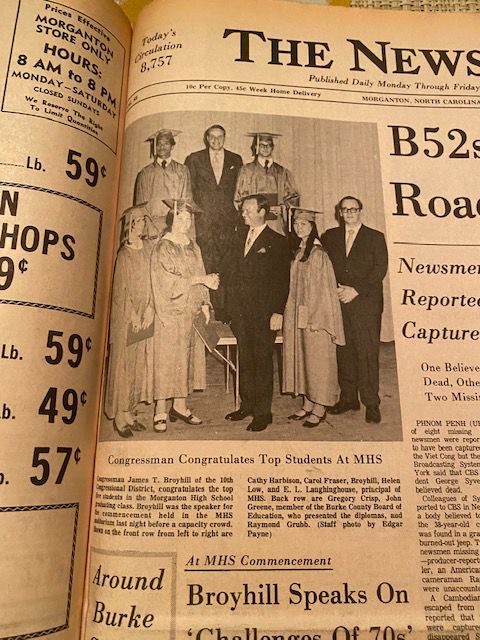 Prices Effective
MORGANTON
STORE ONLY
HOURS:
8 AM to 8 PM
MONDAY - SATURDAY
CLOSED SUNDAYS
We Reserve The Right
To Limit Quantities
Lb. 59¢
N
HOPS
9¢
Lb. 59¢
b. 49¢
b. 57¢
Today's
Circulation
8,757
THE NEWS
Published Daily Monday Through Friday
10c Per Copy, 45c Week Home Delivery
MORGANTON, NORTH CAROLINA
B52s
Road
Newsmen
Reported
Capture
One Believe
Dead, Othe
Two Missi
PHNOM PENH (U
of eight missing
newsmen were repor
to have been captured
the Viet Cong but the
Broadcasting System
York said that CBS
dent George Syve
believed dead.
Colleagues of Sy
ported to CBS in Ne
a body believed to
the 38-year-old c
was found in a gra
burned-out jeep. T
newsmen missing
—producer-report
ler, an American
cameraman Ra
were unaccounte
A Cambodian
escaped from
reported that
were captured
disappeared
Congressman Congratulates Top Students At MHS
Congressman James T. Broyhill of the 10th
Congressional District, congratulates the top
five students in the Morganton High School
graduating class. Broyhill was the speaker for
the commencement held in the MHS
auditorium last night before a capacity crowd.
Shown on the front row from left to right are
Cathy Harbison, Carol Fraser, Broyhill, Helen
Low, and E. L. Langhinghouse, principal of
MHS. Back row are Gregory Crisp, John
Greene, member of the Burke County Board of
Education, who presented the diplomas, and
Raymond Grubb. (Staff photo by Edgar
Payne)
Around
Burke
At MHS Commencement
Broyhill Speaks On
'Challenges Of 70s'